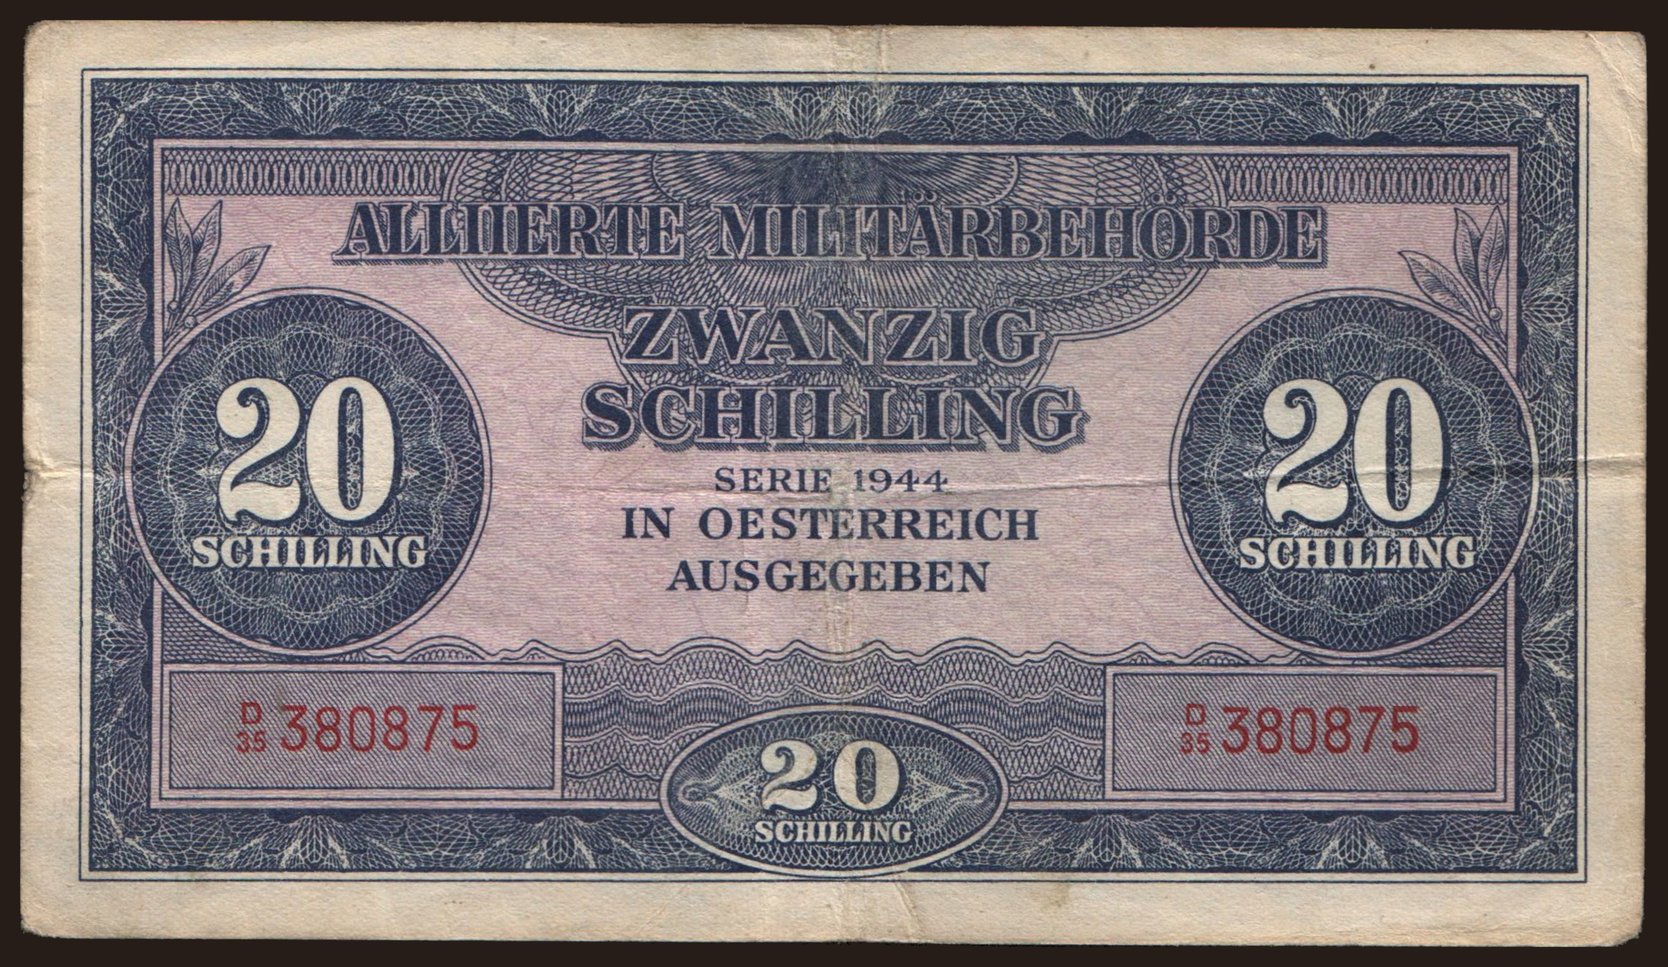 ALLIIERTE MILITÄRBEHÖRDE
ZWANZIG
SCHILLING
SERIE 1944
IN OESTERREICH
AUSGEGEBEN
20
SCHILLING
20
SCHILLING
D
35 380875
D
35 380875
20
SCHILLING